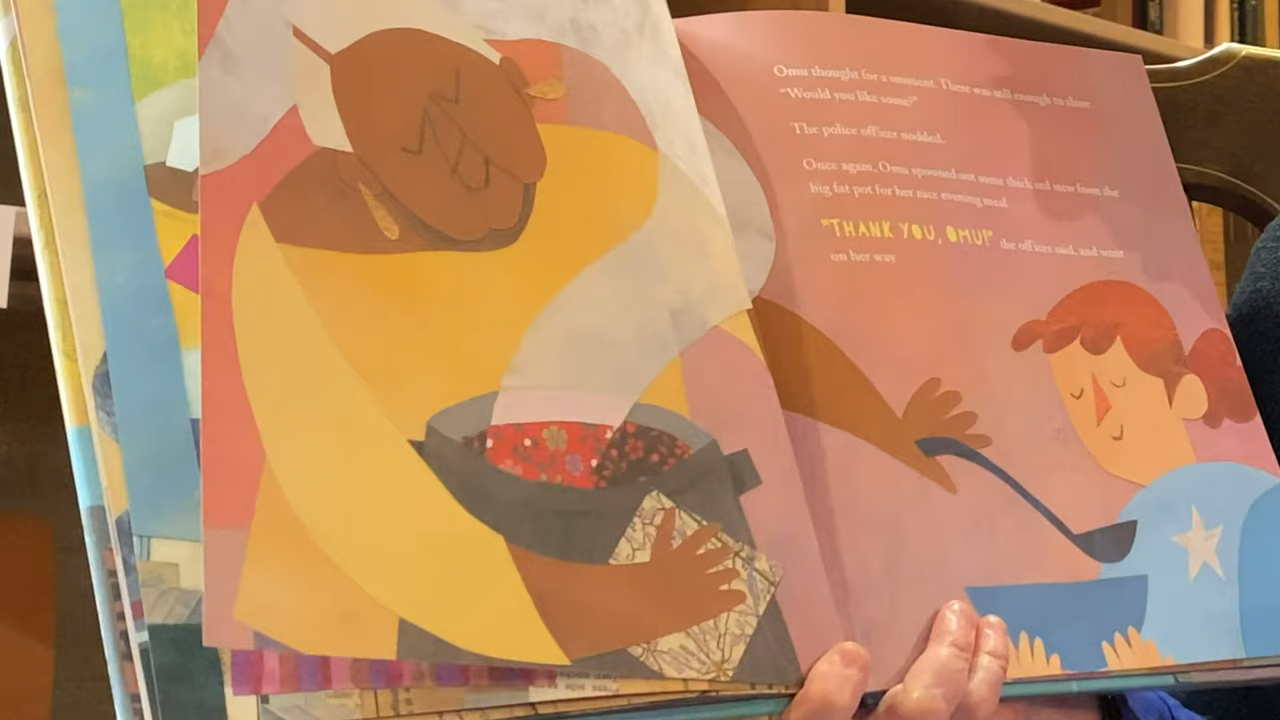 Omu thought for a moment. There was still enough to share.
"Would you like some?"
The police officer nodded.
Once again, Omu spooned out some thick red stew from the
big fat pot for her nice evening meal.
"THANK YOU, OMU!" the officer said, and went
on her way